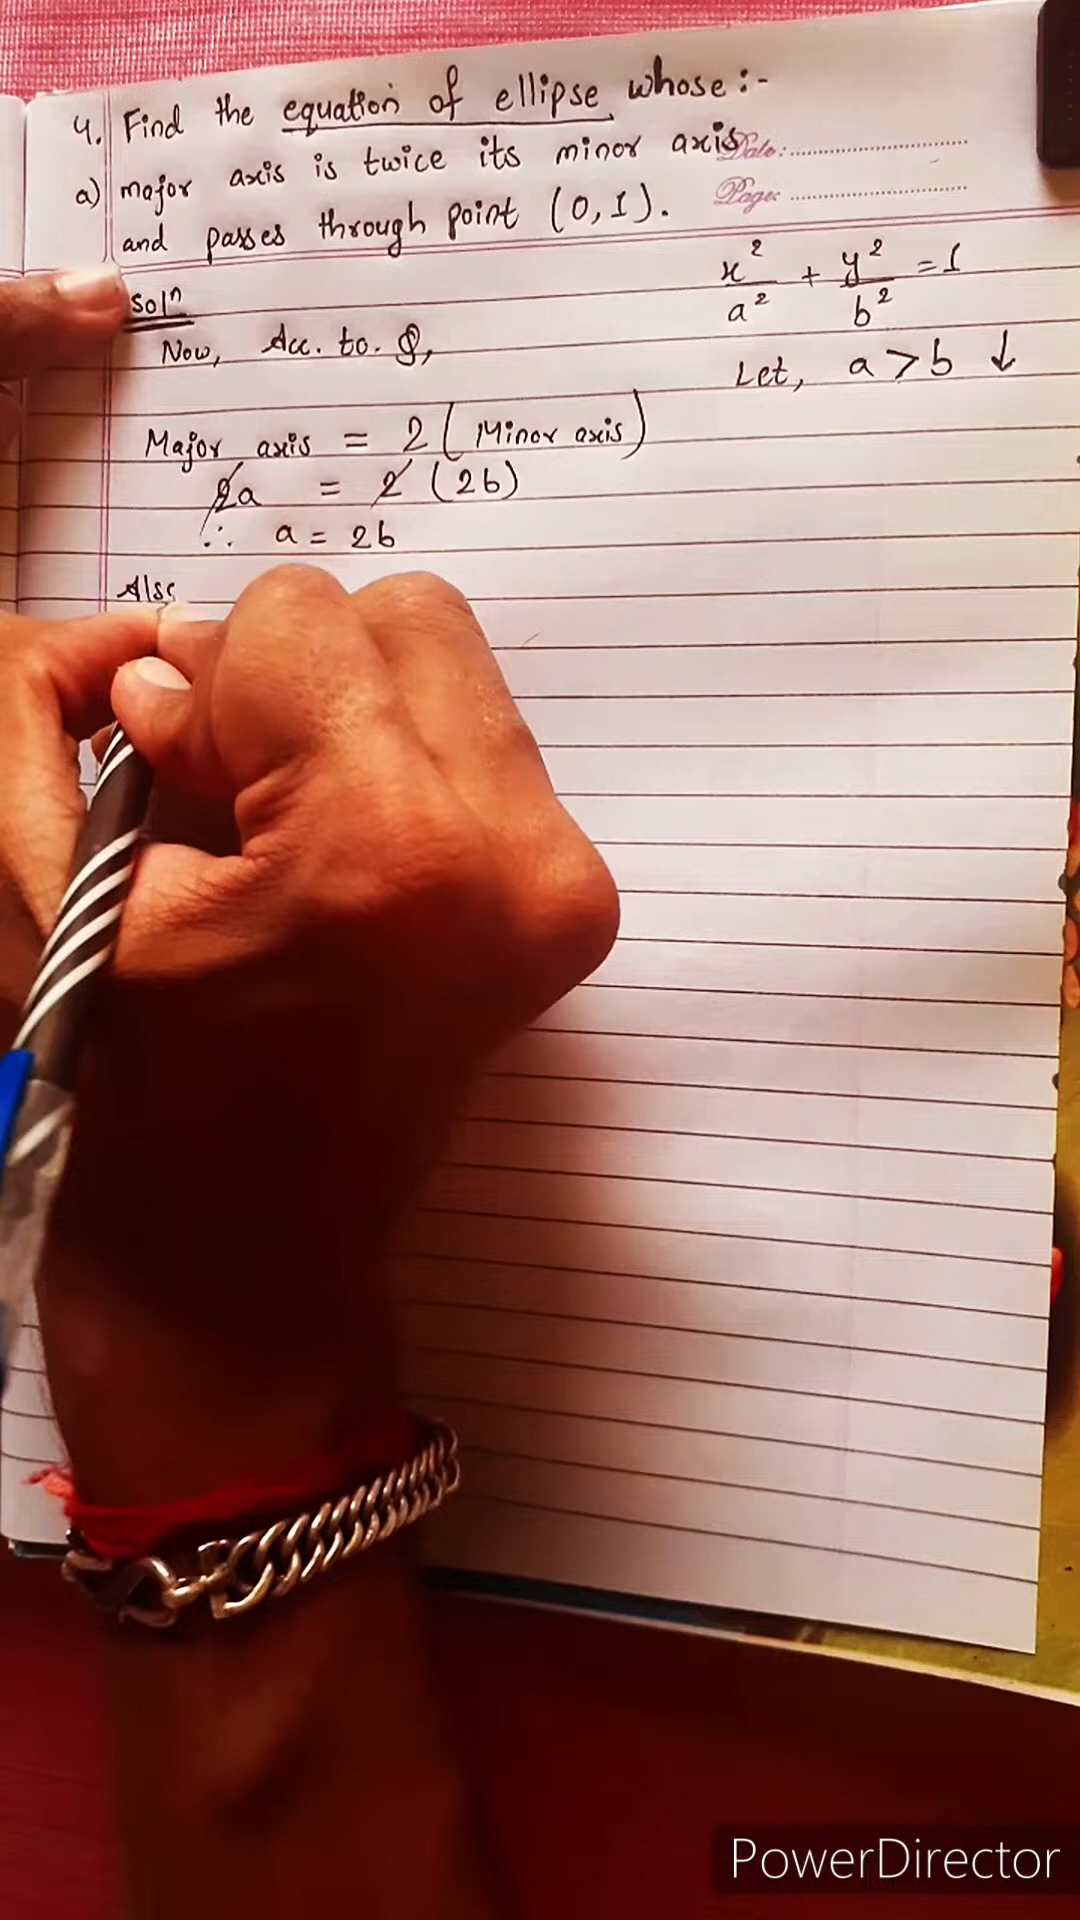 4. Find the equation of ellipse whose :-
a) major axis is twice its minor axis
Date:
and passes through point (0,1).
Page:
Solⁿ
x²/a² + y²/b² = 1
Now, Acc. to. Q,
Let, a > b ↓
Major axis = 2 (Minor axis)
2a = 2 (2b)
∴ a = 2b
Also
PowerDirector